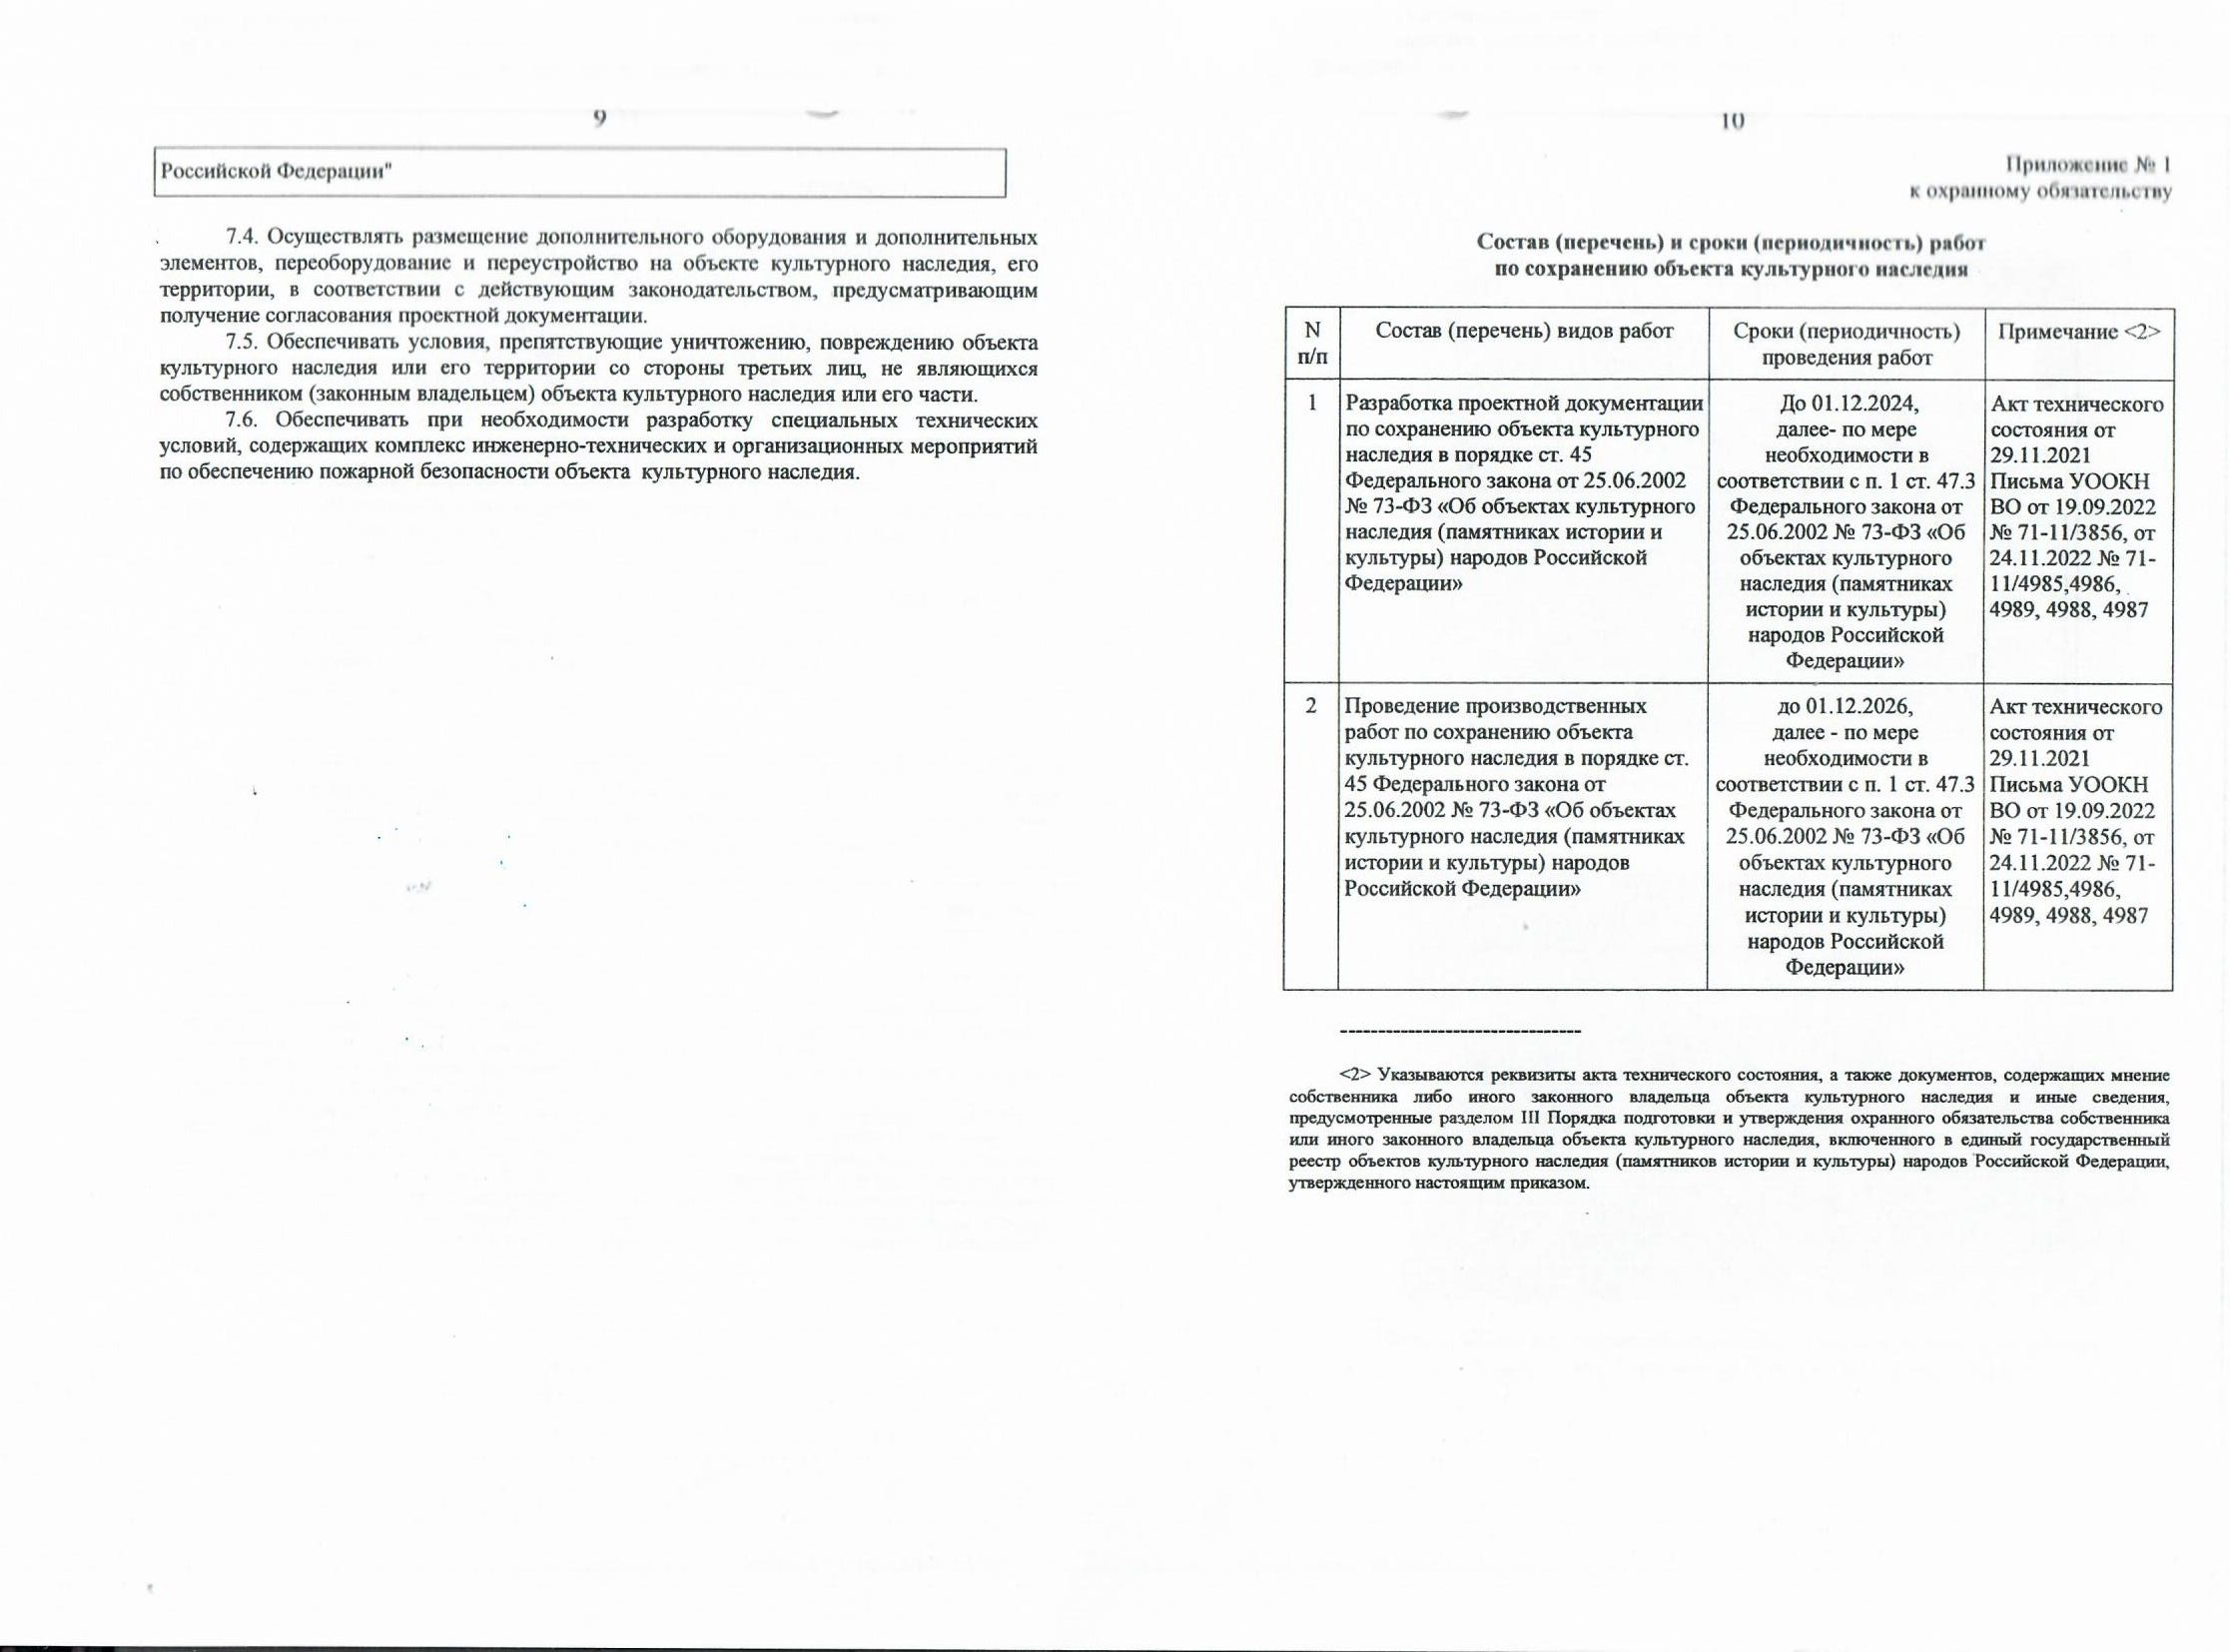 9
Российской Федерации"
7.4. Осуществлять размещение дополнительного оборудования и дополнительных
элементов, переоборудование и переустройство на объекте культурного наследия, его
территории, в соответствии с действующим законодательством, предусматривающим
получение согласования проектной документации.
7.5. Обеспечивать условия, препятствующие уничтожению, повреждению объекта
культурного наследия или его территории со стороны третьих лиц, не являющихся
собственником (законным владельцем) объекта культурного наследия или его части.
7.6. Обеспечивать при необходимости разработку специальных технических
условий, содержащих комплекс инженерно-технических и организационных мероприятий
по обеспечению пожарной безопасности объекта культурного наследия.
10
Приложение № 1
к охранному обязательству
Состав (перечень) и сроки (периодичность) работ
по сохранению объекта культурного наследия
N
п/п
Состав (перечень) видов работ
Сроки (периодичность)
проведения работ
Примечание <2>
1
Разработка проектной документации
по сохранению объекта культурного
наследия в порядке ст. 45
Федерального закона от 25.06.2002
№ 73-ФЗ «Об объектах культурного
наследия (памятниках истории и
культуры) народов Российской
Федерации»
До 01.12.2024,
далее- по мере
необходимости в
соответствии с п. 1 ст. 47.3
Федерального закона от
25.06.2002 № 73-ФЗ «Об
объектах культурного
наследия (памятниках
истории и культуры)
народов Российской
Федерации»
Акт технического
состояния от
29.11.2021
Письма УООКН
ВО от 19.09.2022
№ 71-11/3856, от
24.11.2022 № 71-
11/4985,4986,
4989, 4988, 4987
2
Проведение производственных
работ по сохранению объекта
культурного наследия в порядке ст.
45 Федерального закона от
25.06.2002 № 73-ФЗ «Об объектах
культурного наследия (памятниках
истории и культуры) народов
Российской Федерации»
до 01.12.2026,
далее - по мере
необходимости в
соответствии с п. 1 ст. 47.3
Федерального закона от
25.06.2002 № 73-ФЗ «Об
объектах культурного
наследия (памятниках
истории и культуры)
народов Российской
Федерации»
Акт технического
состояния от
29.11.2021
Письма УООКН
ВО от 19.09.2022
№ 71-11/3856, от
24.11.2022 № 71-
11/4985,4986,
4989, 4988, 4987
--------------------------------
<2> Указываются реквизиты акта технического состояния, а также документов, содержащих мнение
собственника либо иного законного владельца объекта культурного наследия и иные сведения,
предусмотренные разделом III Порядка подготовки и утверждения охранного обязательства собственника
или иного законного владельца объекта культурного наследия, включенного в единый государственный
реестр объектов культурного наследия (памятников истории и культуры) народов Российской Федерации,
утвержденного настоящим приказом.